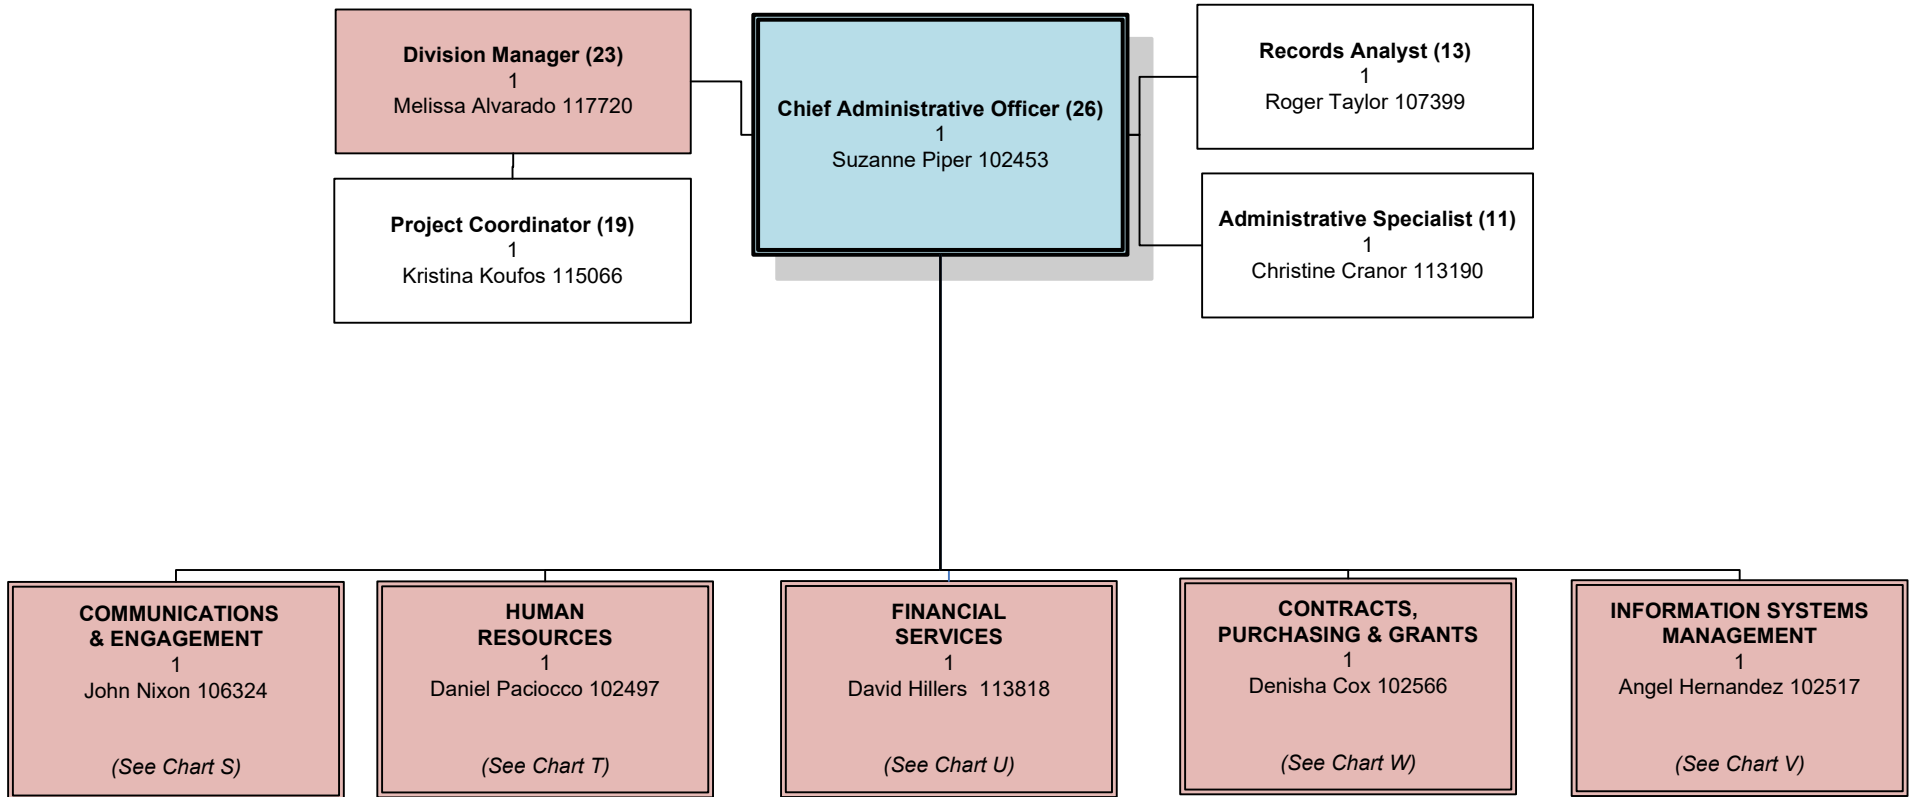 Division Manager (23)
1
Melissa Alvarado 117720
Project Coordinator (19)
1
Kristina Koufos 115066
Chief Administrative Officer (26)
1
Suzanne Piper 102453
Records Analyst (13)
1
Roger Taylor 107399
Administrative Specialist (11)
1
Christine Cranor 113190
COMMUNICATIONS
& ENGAGEMENT
1
John Nixon 106324
(See Chart S)
HUMAN
RESOURCES
1
Daniel Paciocco 102497
(See Chart T)
FINANCIAL
SERVICES
1
David Hillers  113818
(See Chart U)
CONTRACTS,
PURCHASING & GRANTS
1
Denisha Cox 102566
(See Chart W)
INFORMATION SYSTEMS
MANAGEMENT
1
Angel Hernandez 102517
(See Chart V)